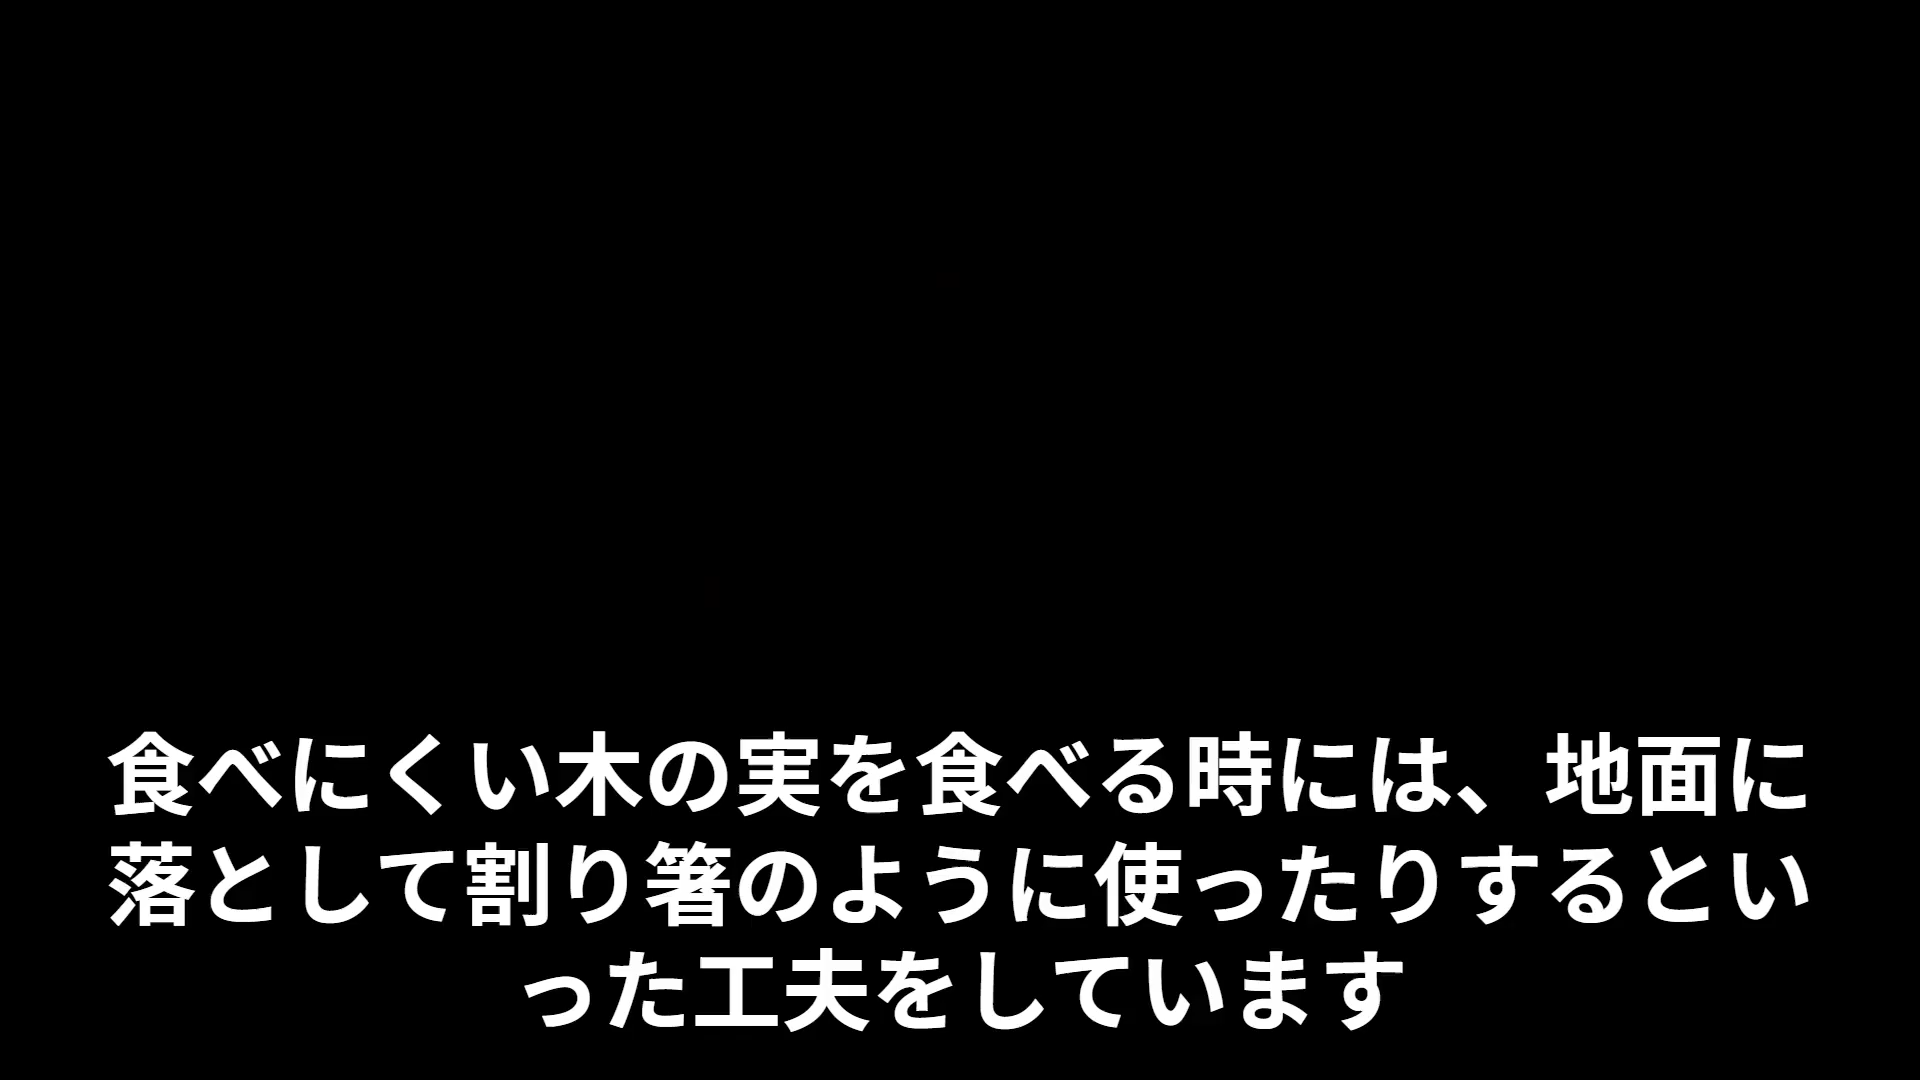 食べにくい木の実を食べる時には、地面に
落として割り箸のように使ったりするとい
った工夫をしています